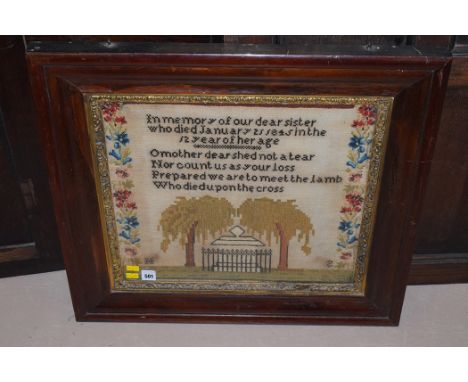 In memory of our dear sister
who died January 21 1845 in the
12 year of her age
O mother dear shed not a tear
Nor count us as your loss
Prepared we are to meet the Lamb
Who died upon the cross
501